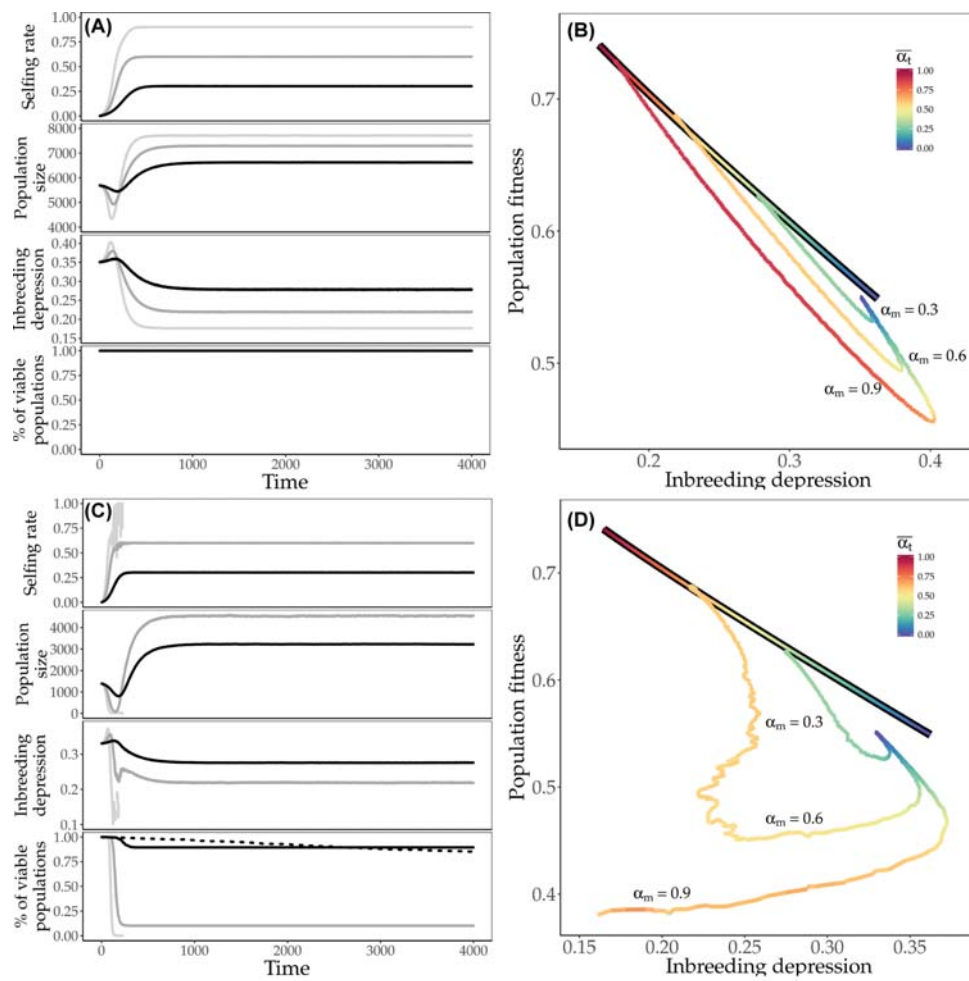 (A)
Selfing rate
1.00
0.75
0.50
0.25
0.00
Population
size
8000
7000
6000
5000
4000
Inbreeding
depression
0.40
0.35
0.30
0.25
0.20
0.15
% of viable
populations
1.00
0.75
0.50
0.25
0.00
0
1000
2000
3000
4000
Time
(B)
Population fitness
0.7
0.6
0.5
0.2
0.3
0.4
Inbreeding depression
αt
1.00
0.75
0.50
0.25
0.00
αm = 0.3
αm = 0.6
αm = 0.9
(C)
Selfing rate
1.00
0.75
0.50
0.25
0.00
Population
size
4000
3000
2000
1000
0
Inbreeding
depression
0.3
0.2
0.1
% of viable
populations
1.00
0.75
0.50
0.25
0.00
0
1000
2000
3000
4000
Time
(D)
Population fitness
0.7
0.6
0.5
0.4
0.15
0.20
0.25
0.30
0.35
Inbreeding depression
αt
1.00
0.75
0.50
0.25
0.00
αm = 0.3
αm = 0.6
αm = 0.9